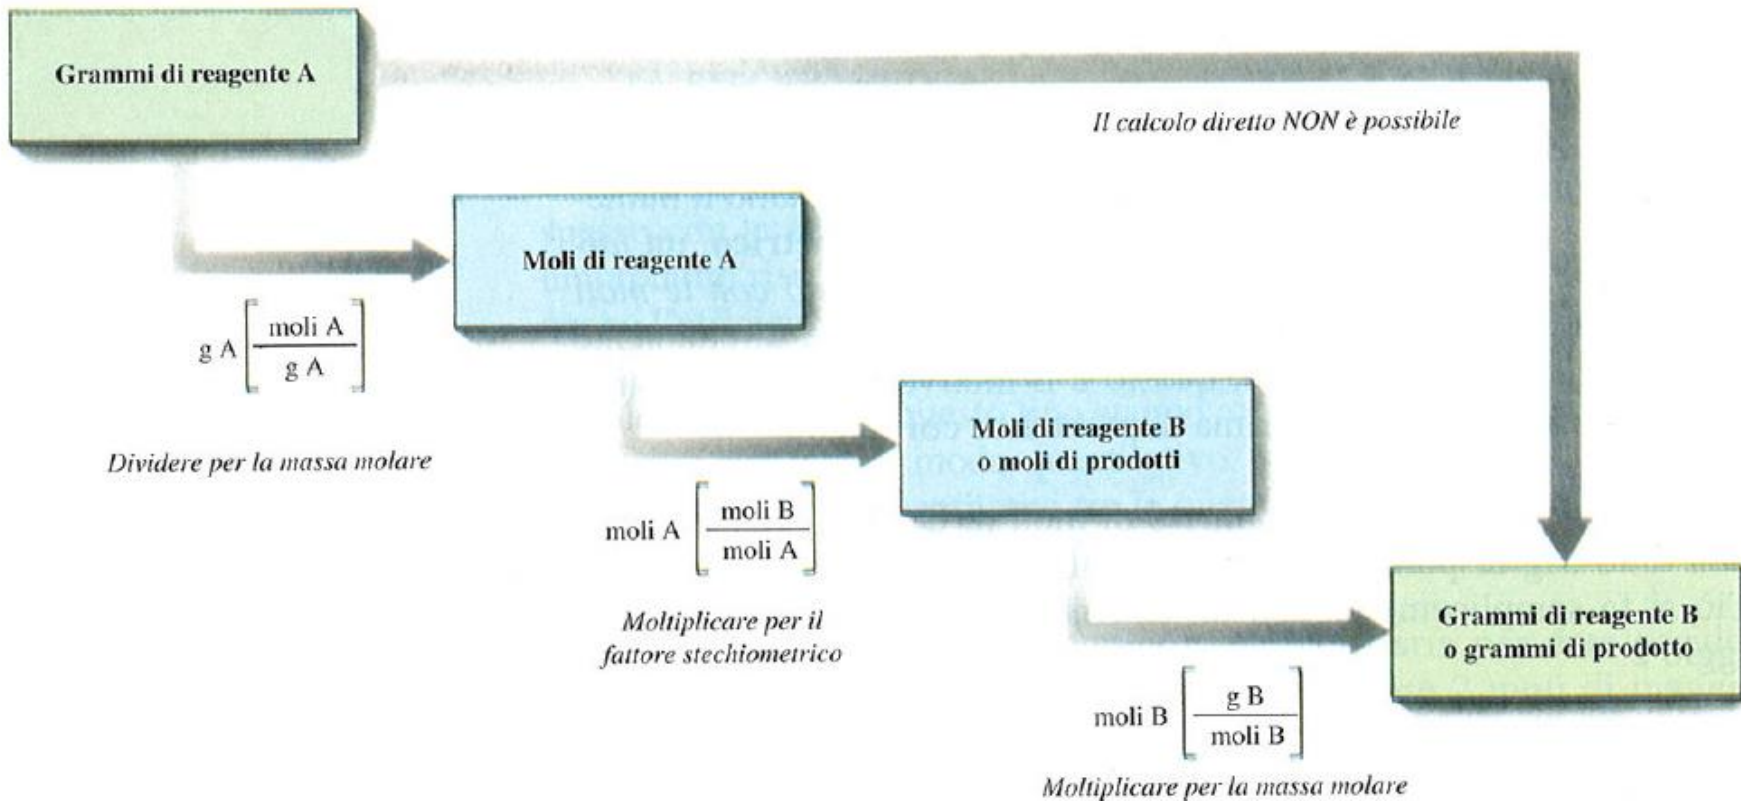 Grammi di reagente A
Il calcolo diretto NON è possibile
Moli di reagente A
g A [ moli A
g A ]
Dividere per la massa molare
Moli di reagente B
o moli di prodotti
moli A [ moli B
moli A ]
Moltiplicare per il
fattore stechiometrico
Grammi di reagente B
o grammi di prodotto
moli B [ g B
moli B ]
Moltiplicare per la massa molare